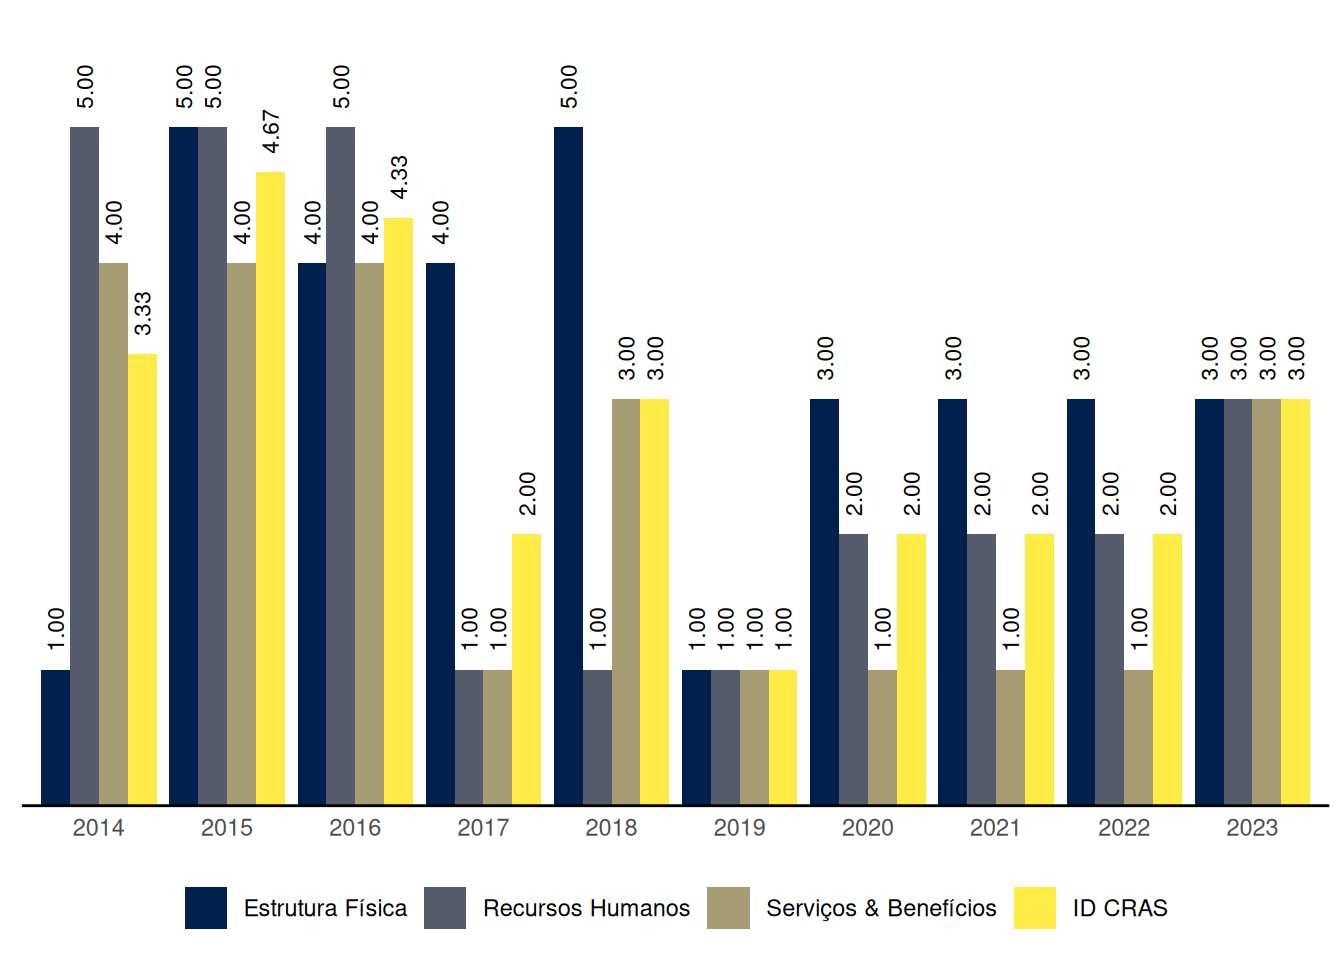 5.00 5.00 5.00 5.00 5.00
4.67
4.33
4.00 4.00 4.00 4.00 4.00
3.33
3.00 3.00 3.00 3.00 3.00 3.00 3.00 3.00 3.00
2.00 2.00 2.00 2.00 2.00 2.00 2.00
1.00 1.00 1.00 1.00 1.00 1.00 1.00 1.00 1.00 1.00 1.00
2014 2015 2016 2017 2018 2019 2020 2021 2022 2023
Estrutura Física Recursos Humanos Serviços & Benefícios ID CRAS